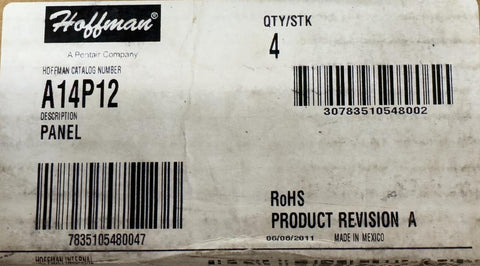 Hoffman®
A Pentair Company
HOFFMAN CATALOG NUMBER
A14P12
DESCRIPTION
PANEL
7835105480047
HOFFMAN INTERNAL
QTY/STK
4
30783510548002
RoHS
PRODUCT REVISION A
06/08/2011 MADE IN MEXICO